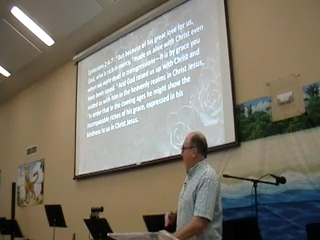 Ephesians 2:4-7 "But because of his great love for us,
God, who is rich in mercy, ⁵ made us alive with Christ even
when we were dead in transgressions—it is by grace you
have been saved. ⁶ And God raised us up with Christ and
seated us with him in the heavenly realms in Christ Jesus,
⁷ in order that in the coming ages he might show the
incomparable riches of his grace, expressed in his
kindness to us in Christ Jesus.